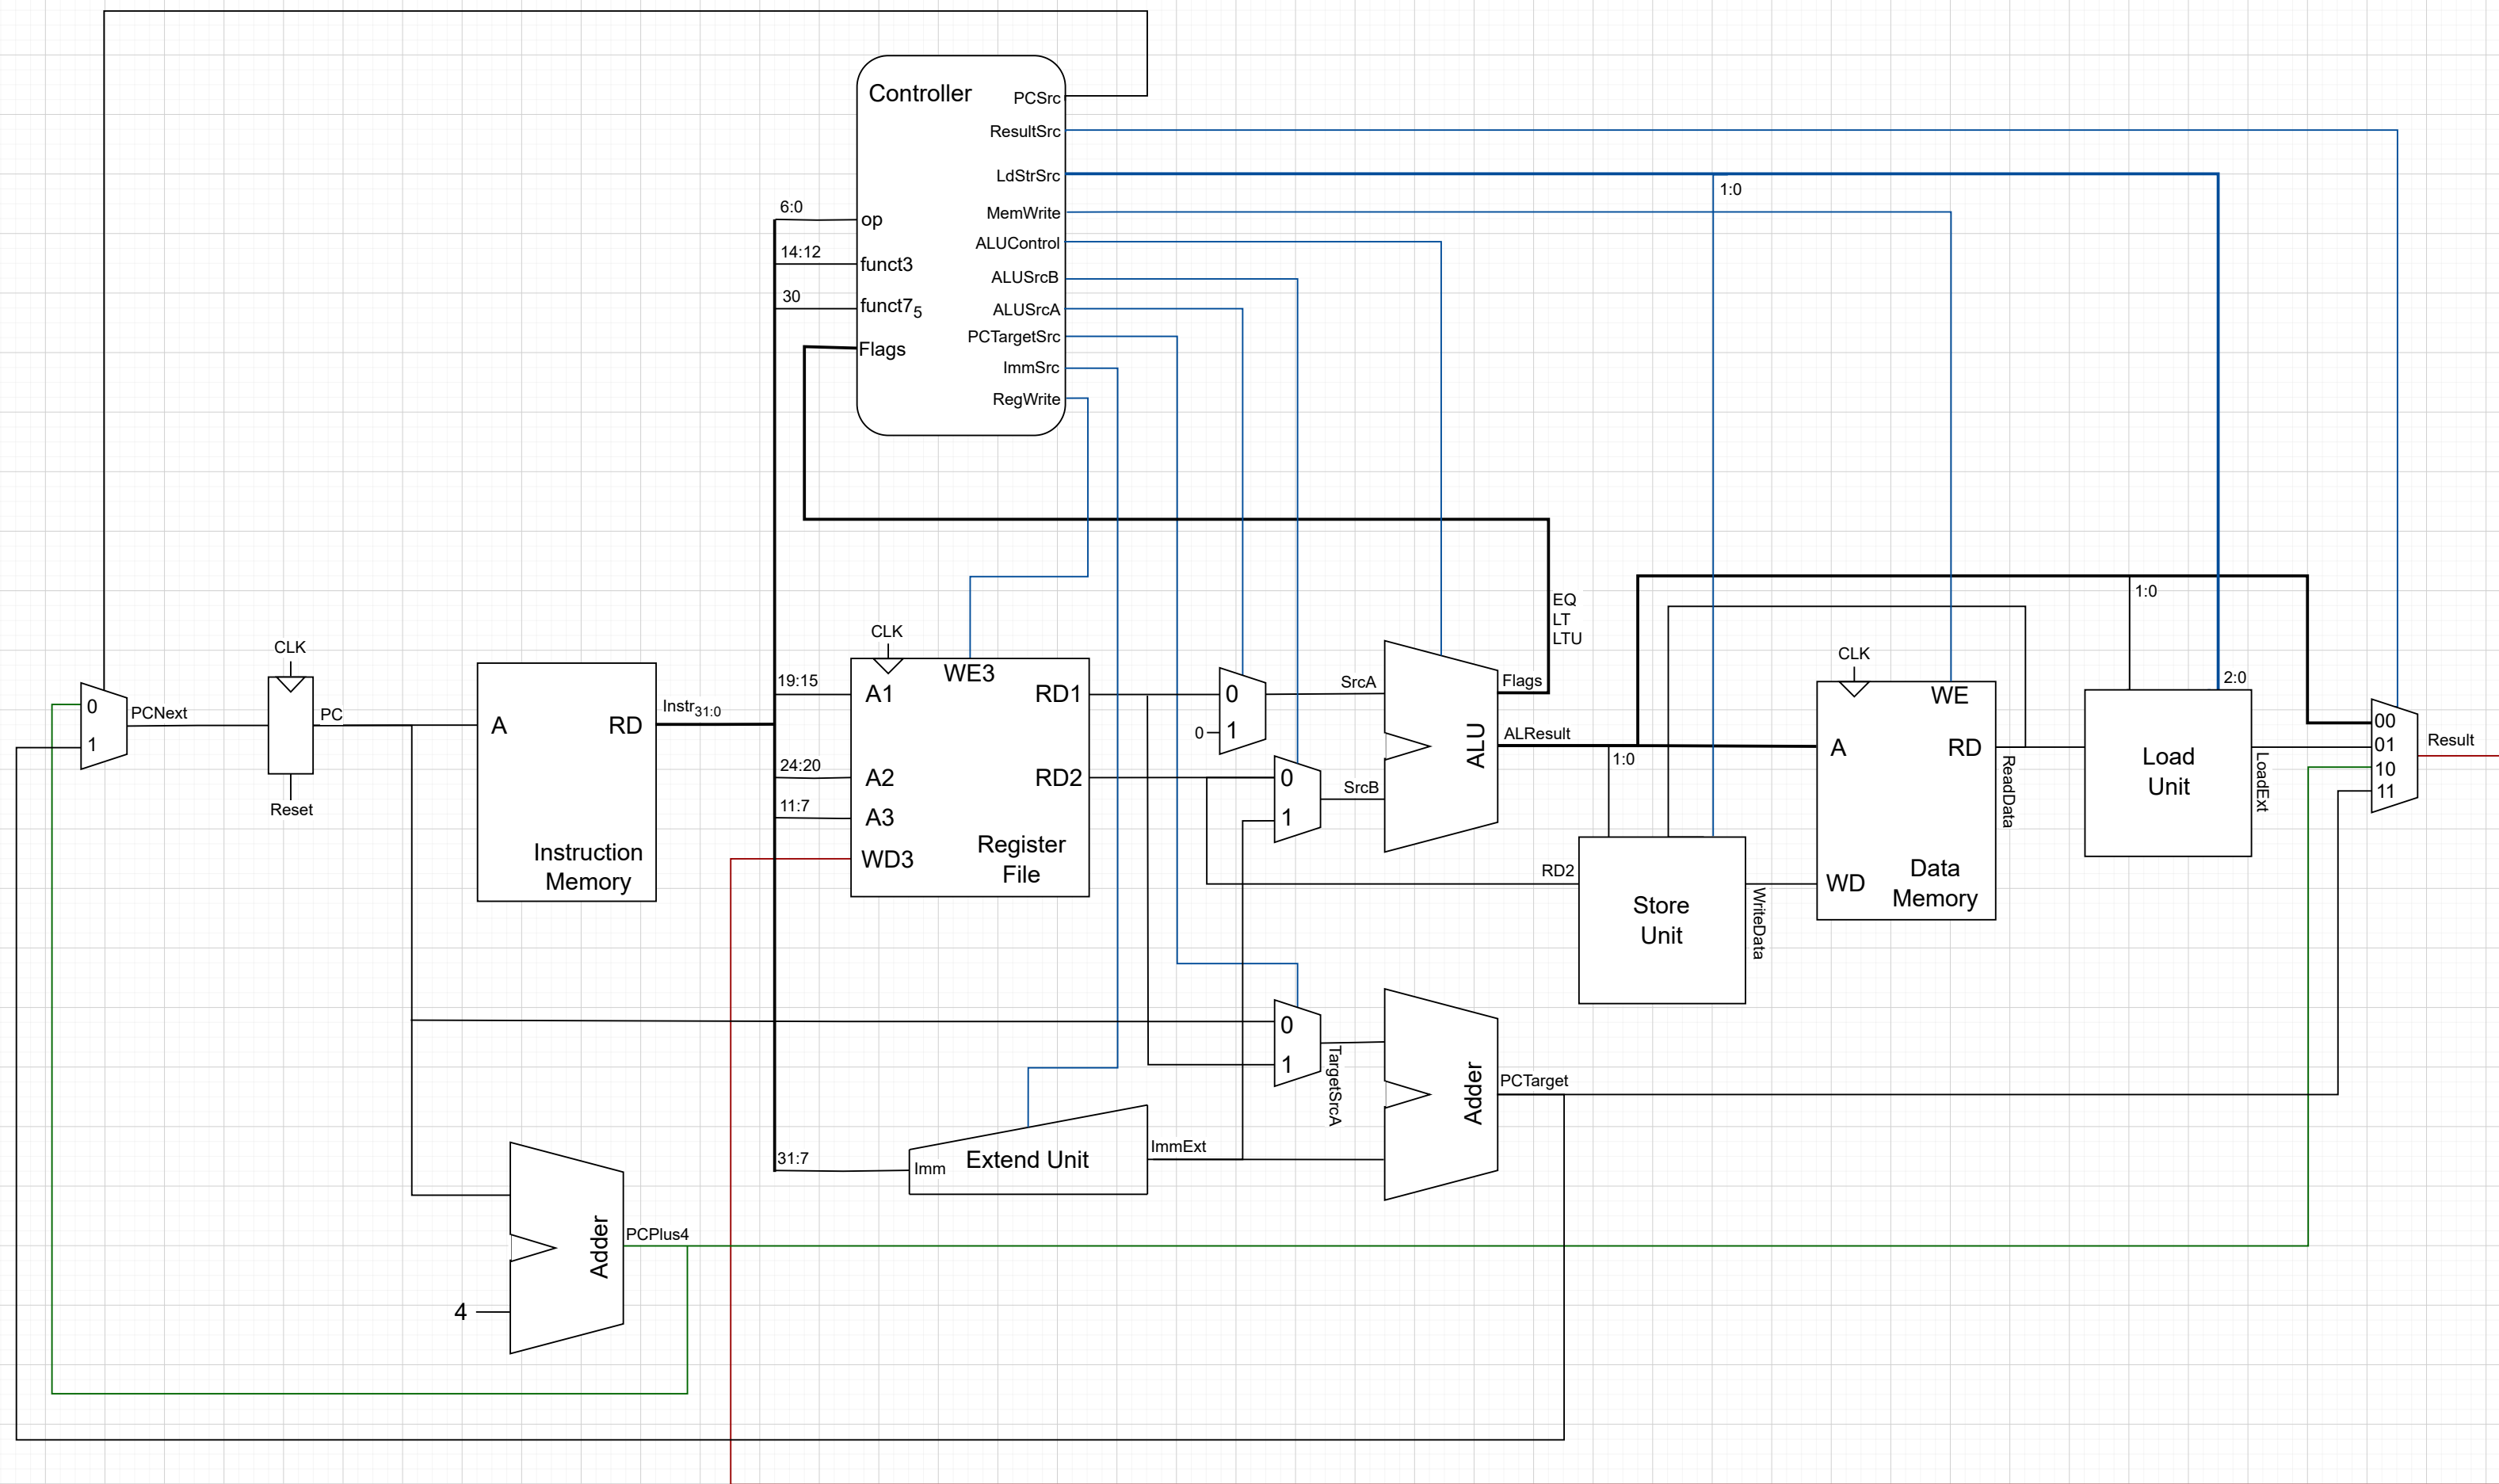 Controller
PCSrc
ResultSrc
LdStrSrc
MemWrite
ALUControl
ALUSrcB
ALUSrcA
PCTargetSrc
ImmSrc
RegWrite
6:0
op
14:12
funct3
30
funct75
Flags
1:0
EQ
LT
LTU
1:0
2:0
0
1
PCNext
CLK
PC
Reset
A
RD
Instruction
Memory
Instr31:0
19:15
24:20
11:7
CLK
WE3
A1
RD1
A2
RD2
A3
WD3
Register
File
0
1
0
SrcA
0
1
SrcB
ALU
Flags
ALResult
1:0
RD2
Store
Unit
WriteData
CLK
WE
A
RD
WD
Data
Memory
ReadData
Load
Unit
LoadExt
00
01
10
11
Result
0
1
TargetSrcA
Adder
PCTarget
31:7
Imm
Extend Unit
ImmExt
Adder
PCPlus4
4